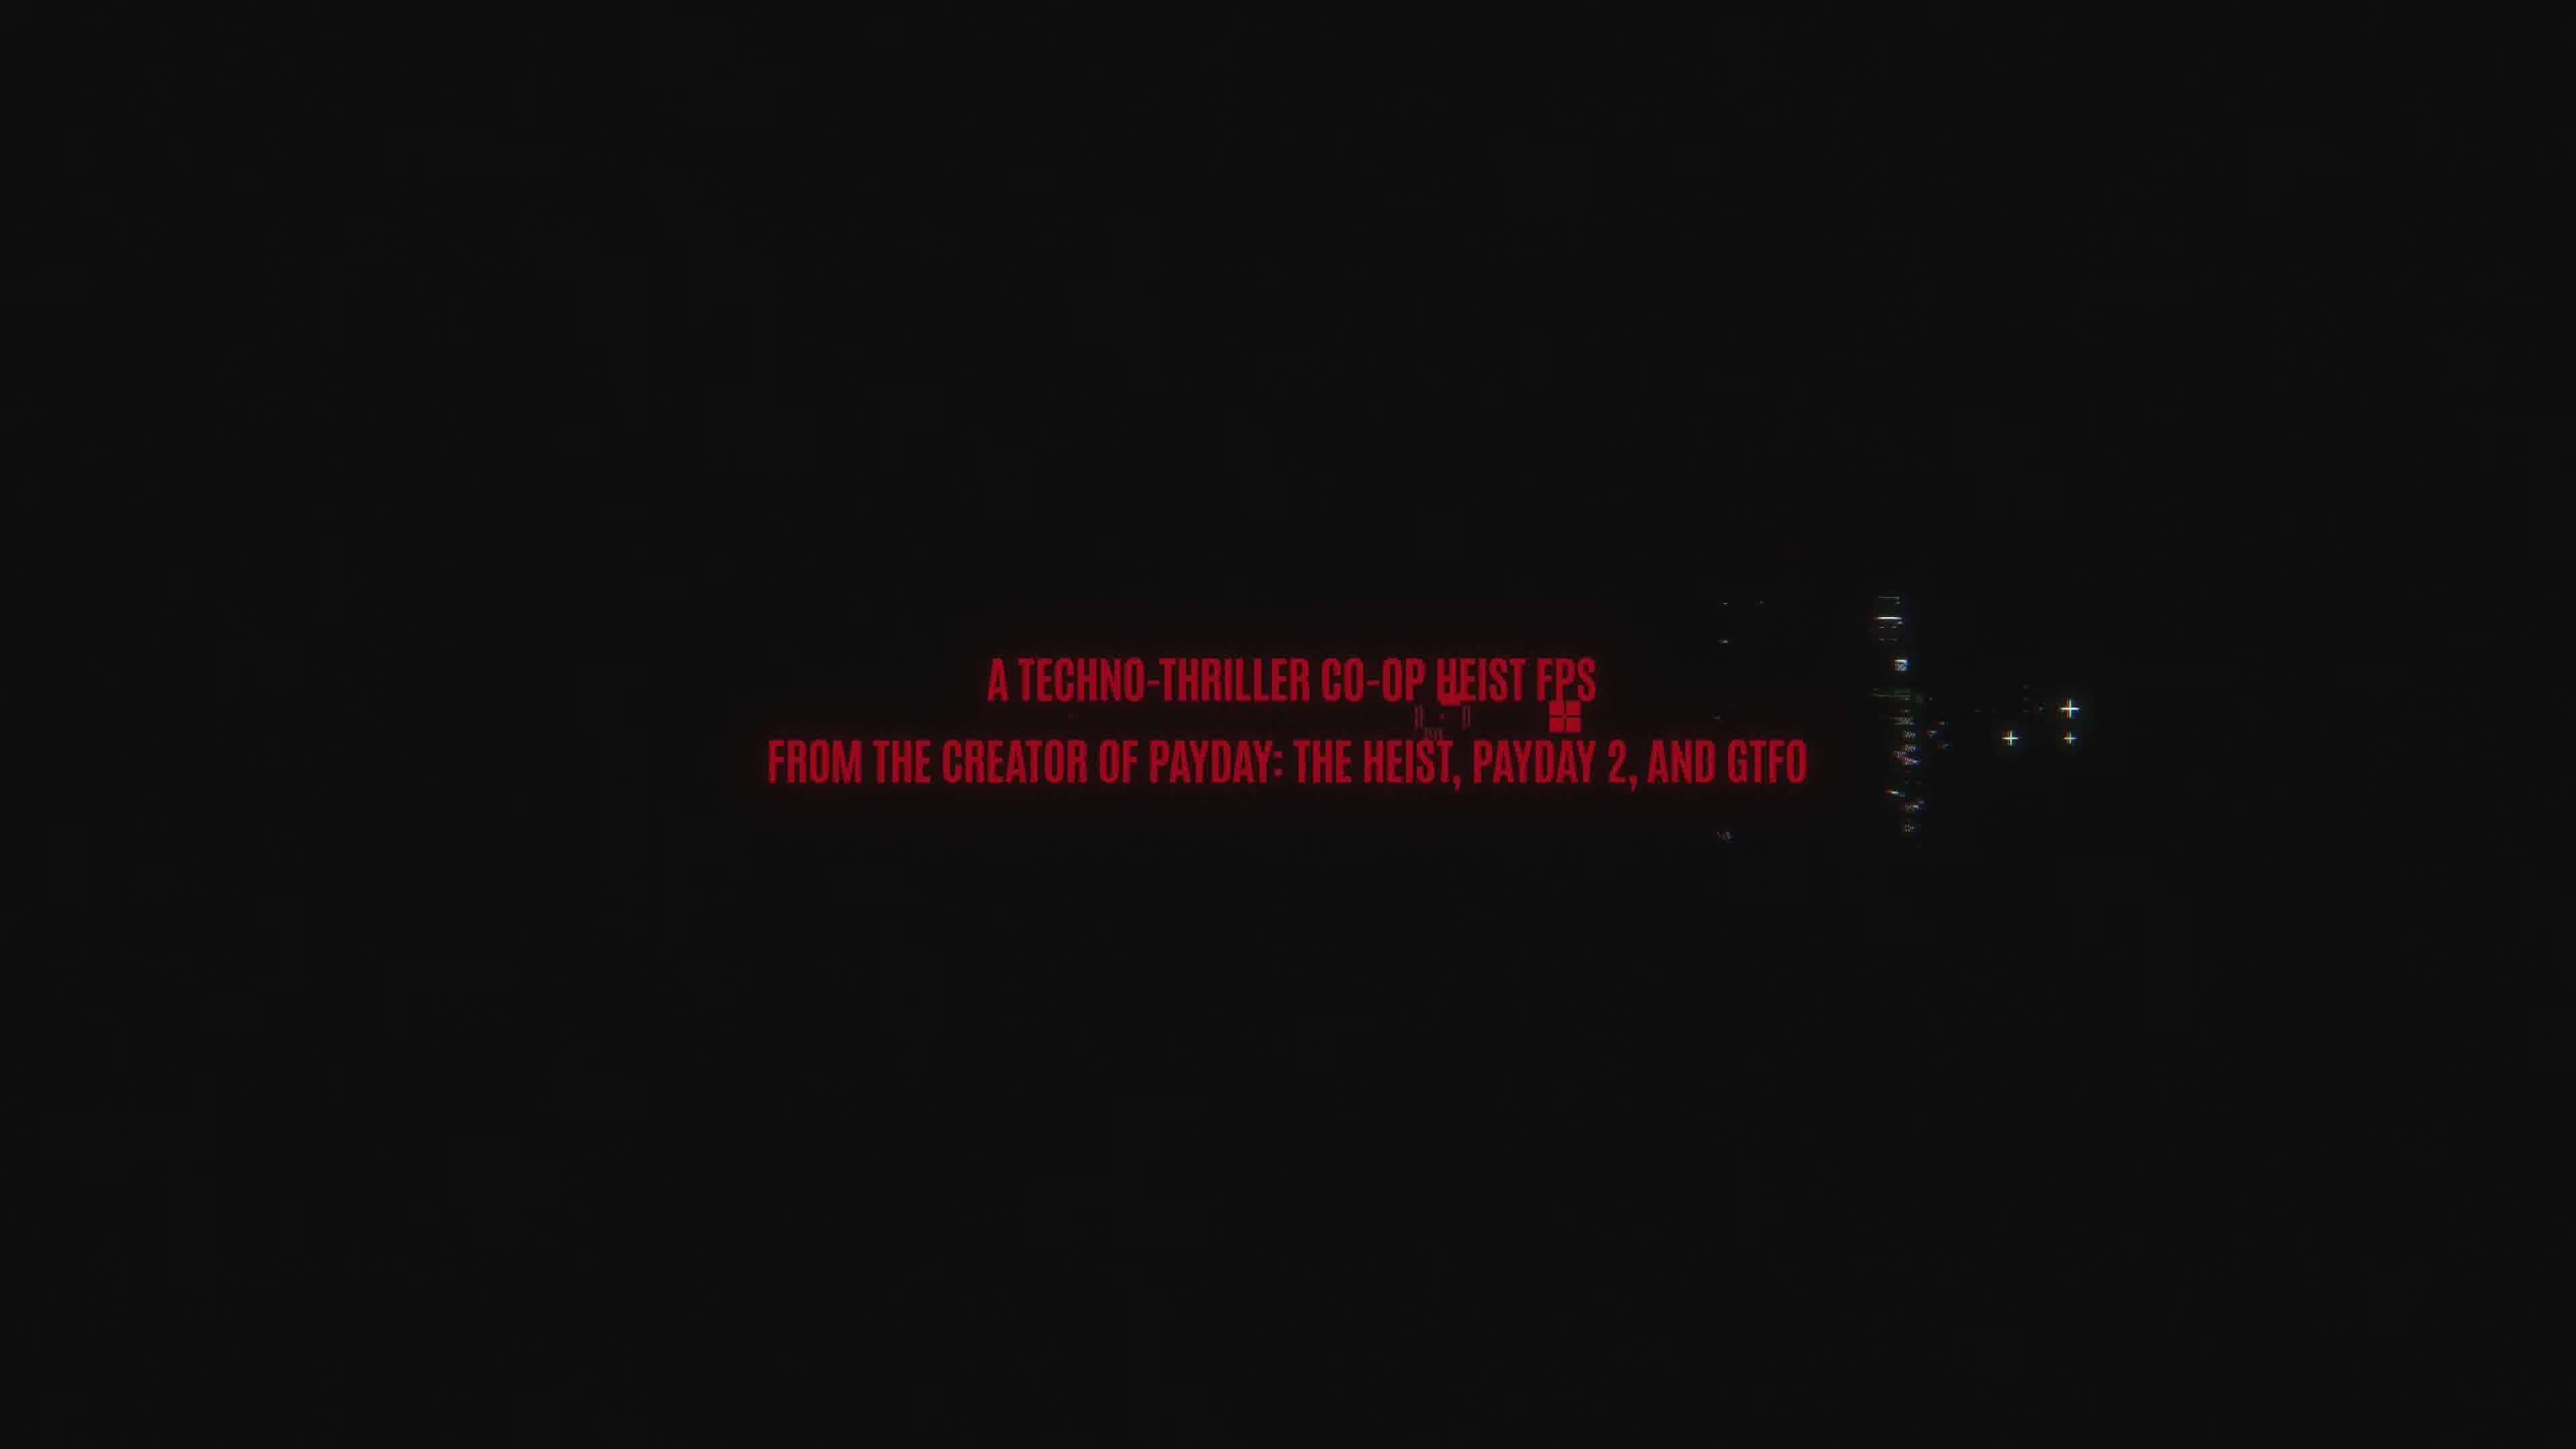 A TECHNO-THRILLER CO-OP HEIST FPS
FROM THE CREATOR OF PAYDAY: THE HEIST, PAYDAY 2, AND GTFO